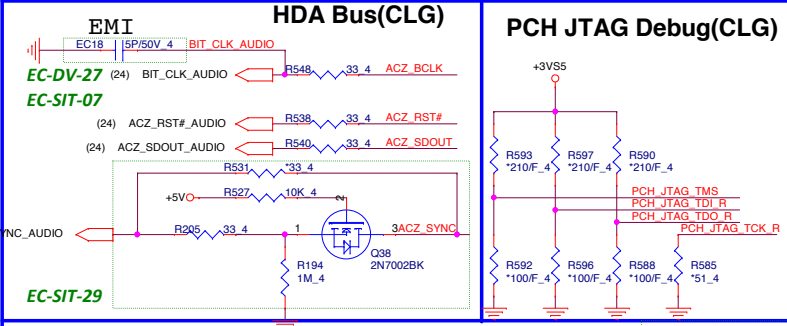 HDA Bus(CLG)
EMI
EC18 5P/50V_4 BIT_CLK_AUDIO
EC-DV-27 (24) BIT_CLK_AUDIO R548 33_4 ACZ_BCLK
EC-SIT-07
(24) ACZ_RST#_AUDIO R538 33_4 ACZ_RST#
(24) ACZ_SDOUT_AUDIO R540 33_4 ACZ_SDOUT
R531 *33_4
+5V R527 10K_4 2
YNC_AUDIO R205 33_4 1 3 ACZ_SYNC
Q38
2N7002BK
R194
1M_4
EC-SIT-29
PCH JTAG Debug(CLG)
+3VS5
R593 R597 R590
*210/F_4 *210/F_4 *210/F_4
PCH_JTAG_TMS
PCH_JTAG_TDI_R
PCH_JTAG_TDO_R
PCH_JTAG_TCK_R
R592 R596 R588 R585
*100/F_4 *100/F_4 *100/F_4 *51_4